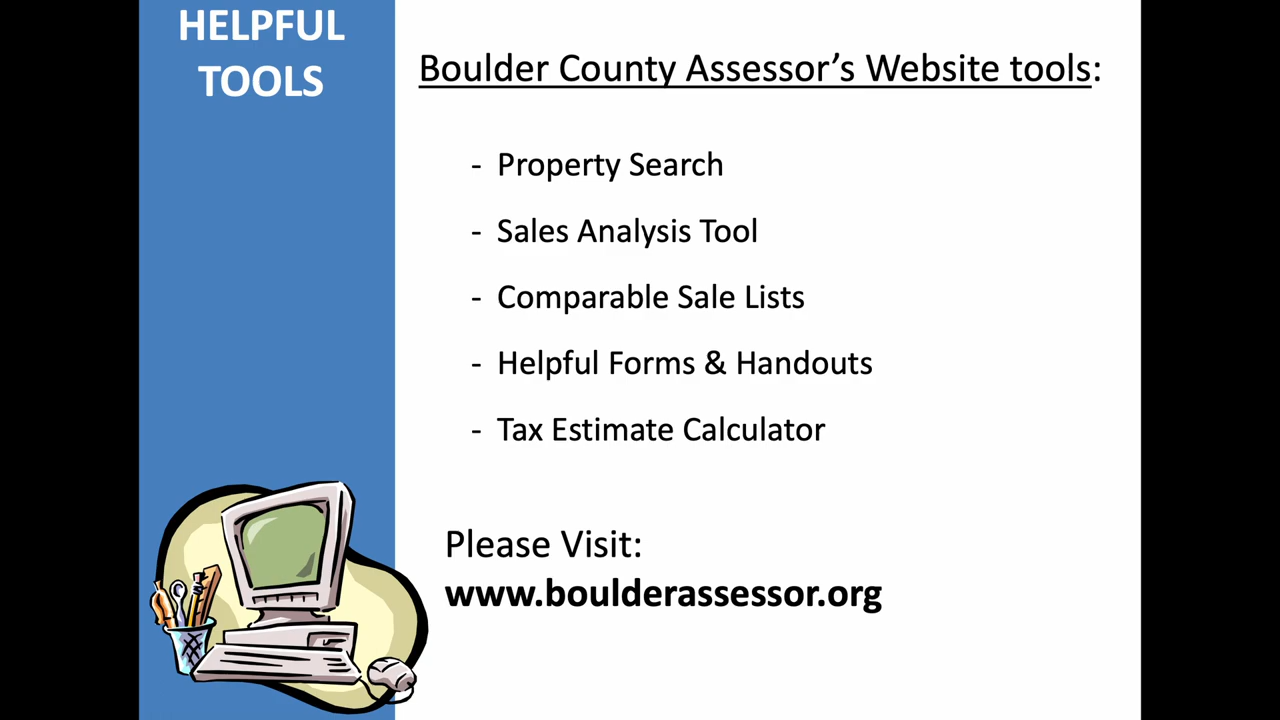 HELPFUL
TOOLS
Boulder County Assessor’s Website tools:
- Property Search
- Sales Analysis Tool
- Comparable Sale Lists
- Helpful Forms & Handouts
- Tax Estimate Calculator
Please Visit:
www.boulderassessor.org